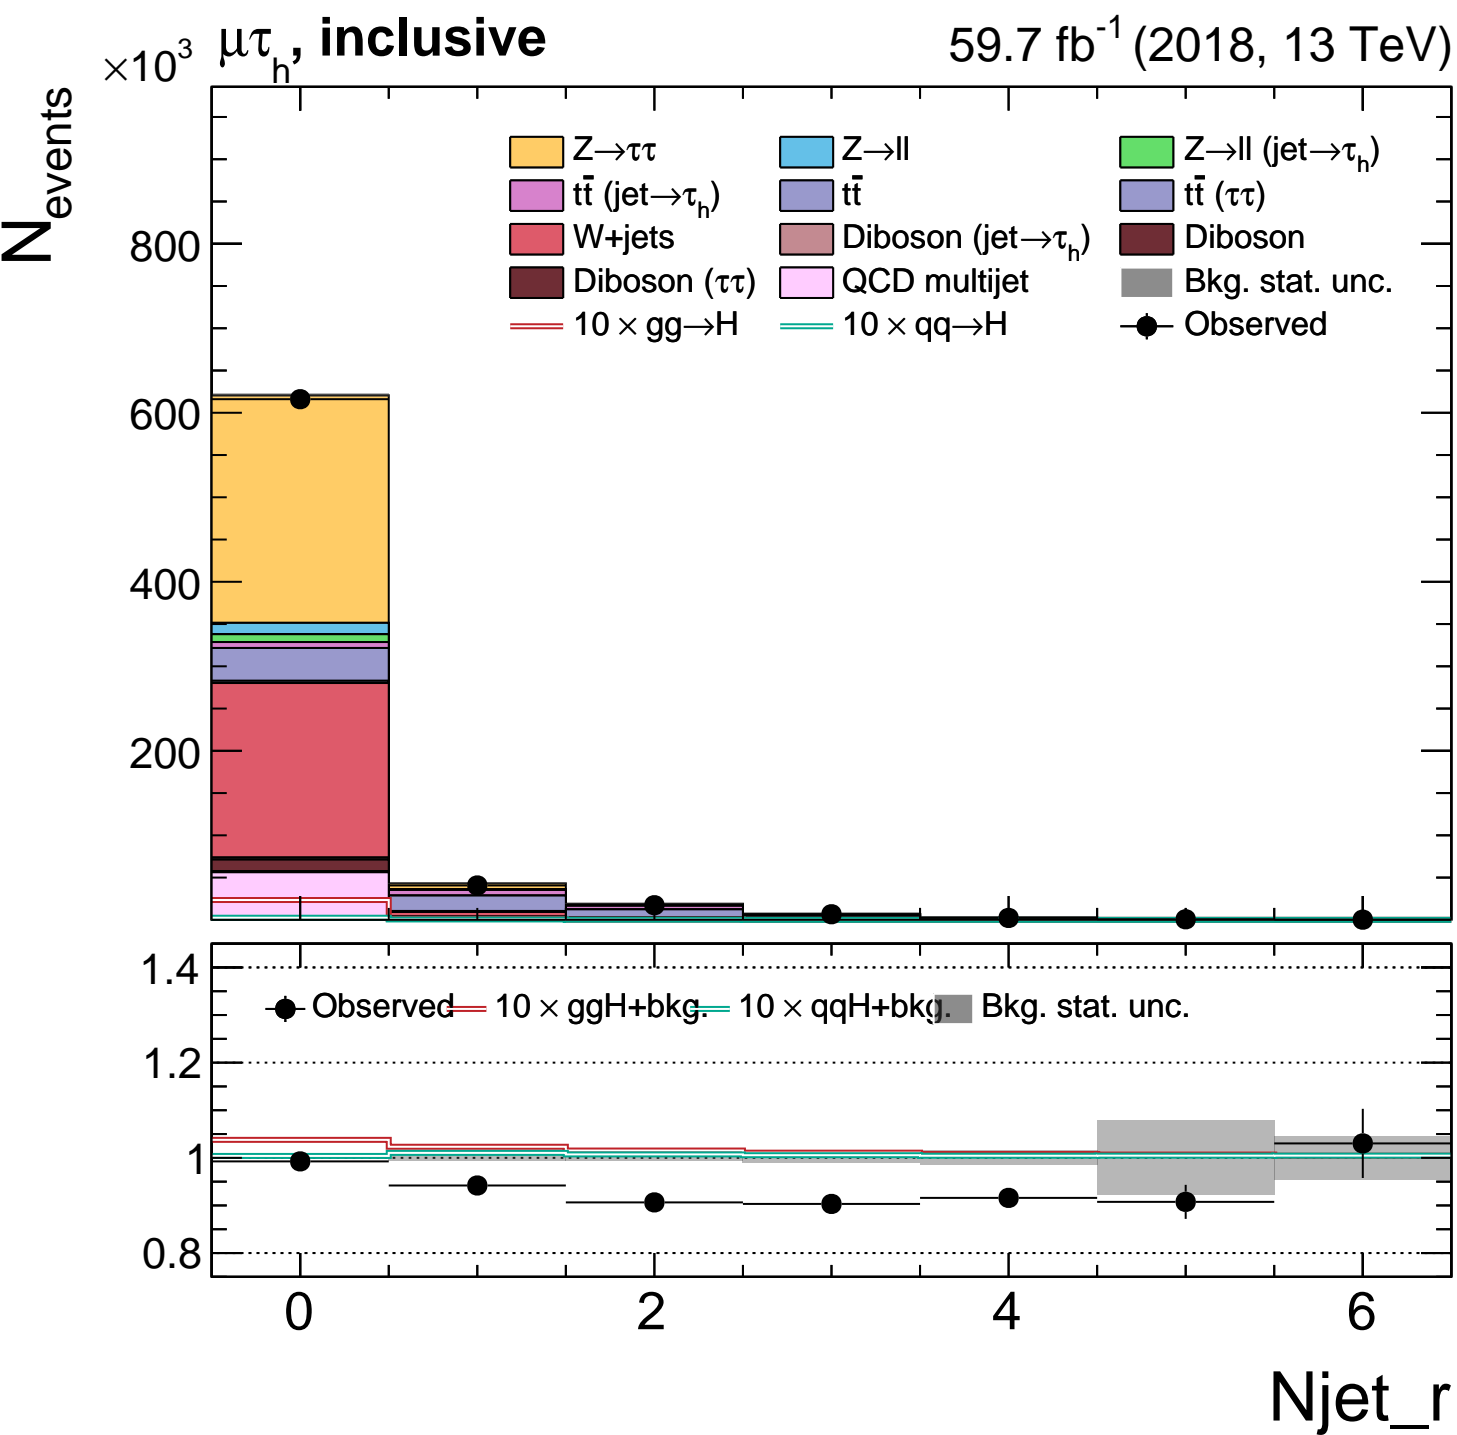 ×10³ μτₕ, inclusive 59.7 fb⁻¹ (2018, 13 TeV)
N_events
Z→ττ Z→ll Z→ll (jet→τₕ)
tt̄ (jet→τₕ) tt̄ tt̄ (ττ)
W+jets Diboson (jet→τₕ) Diboson
Diboson (ττ) QCD multijet Bkg. stat. unc.
10 × gg→H 10 × qq→H Observed
800
600
400
200
1.4
Observed 10 × ggH+bkg. 10 × qqH+bkg. Bkg. stat. unc.
1.2
1
0.8
0 2 4 6
Njet_r